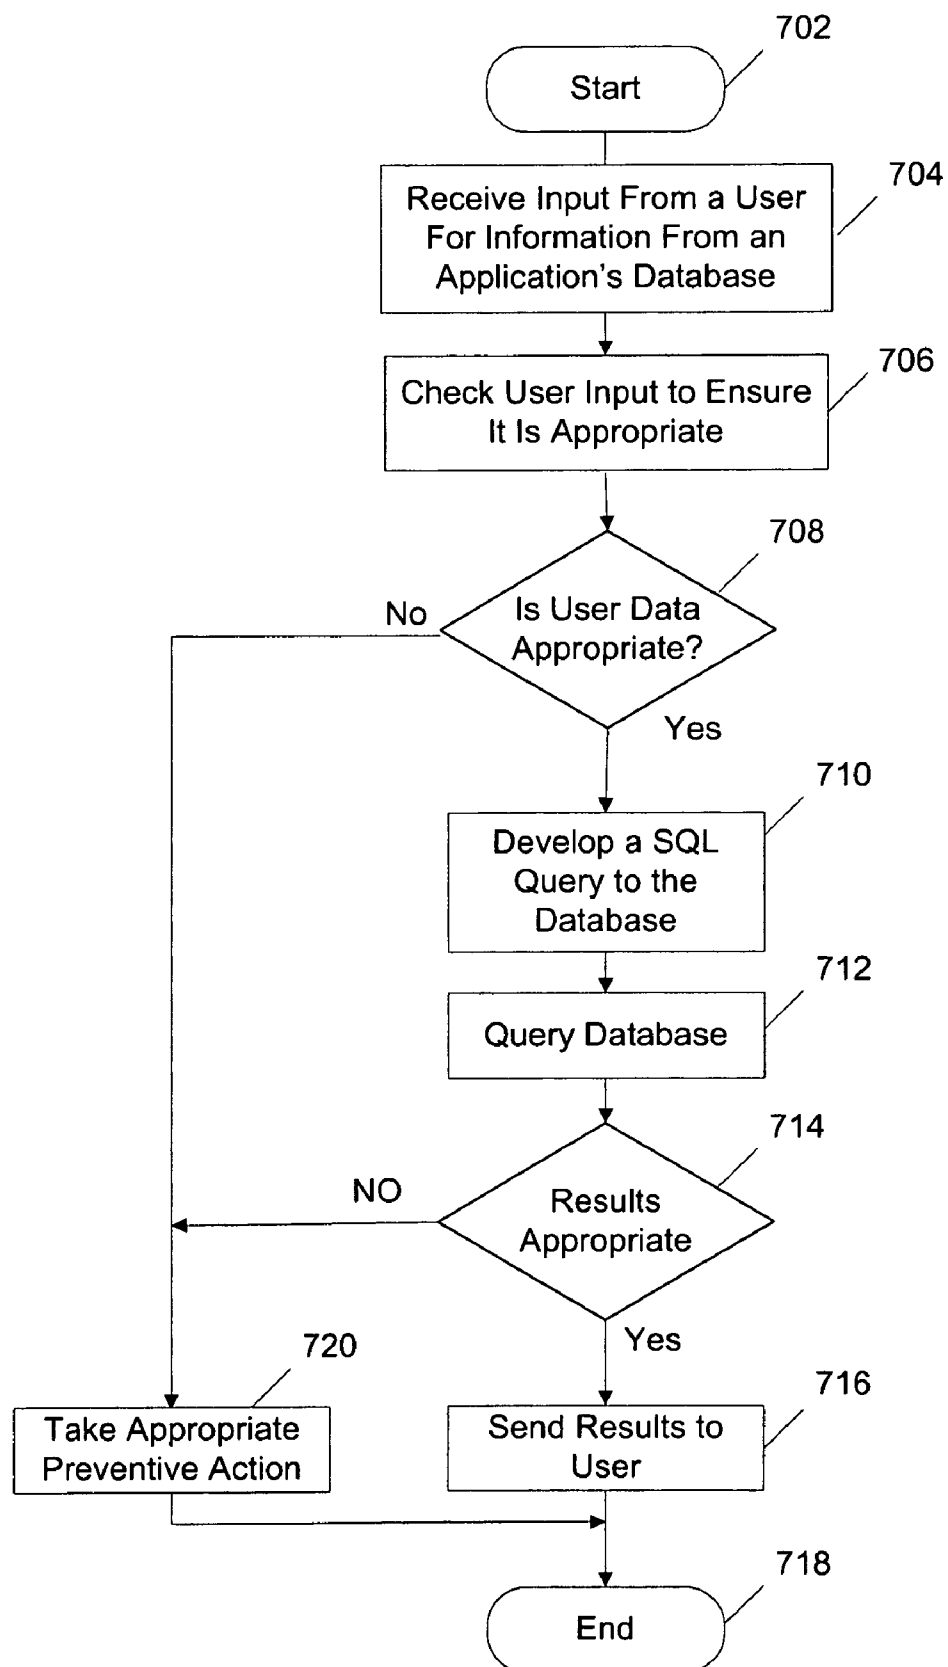 702
Start
704
Receive Input From a User
For Information From an
Application's Database
706
Check User Input to Ensure
It Is Appropriate
708
No
Is User Data
Appropriate?
Yes
710
Develop a SQL
Query to the
Database
712
Query Database
714
NO
Results
Appropriate
Yes
720
716
Take Appropriate
Preventive Action
Send Results to
User
718
End